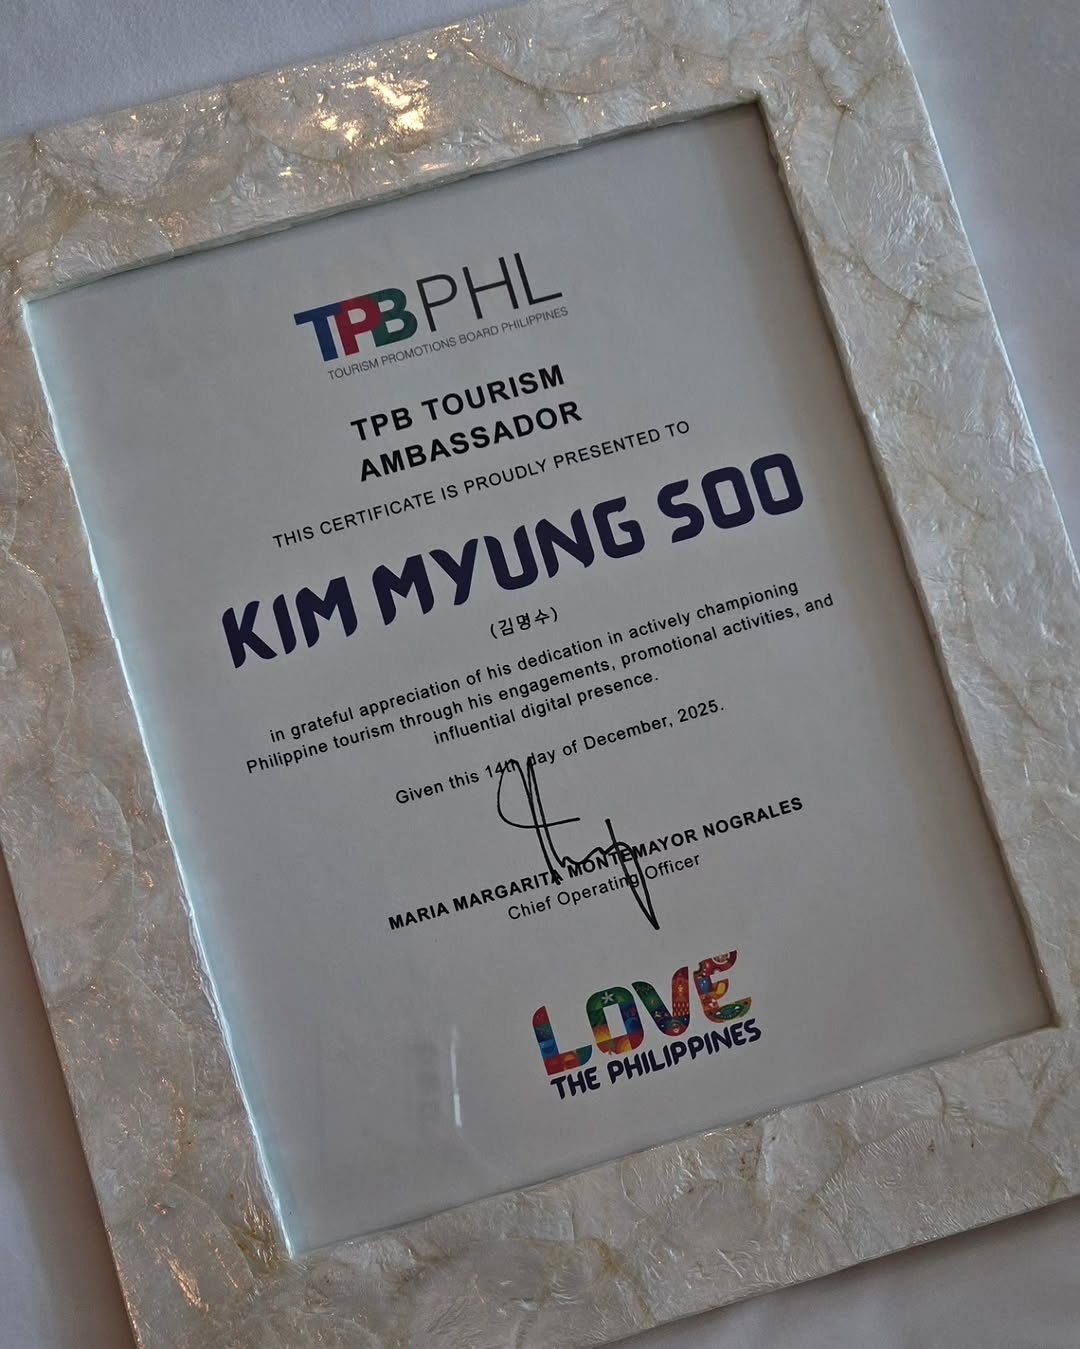 TPBPHL
TOURISM PROMOTIONS BOARD PHILIPPINES
TPB TOURISM
AMBASSADOR
THIS CERTIFICATE IS PROUDLY PRESENTED TO
KIM MYUNG SOO
(김명수)
in grateful appreciation of his dedication in actively championing
Philippine tourism through his engagements, promotional activities, and
influential digital presence.
Given this 14th day of December, 2025.
MARIA MARGARITA MONTEMAYOR NOGRALES
Chief Operating Officer
LOVE
THE PHILIPPINES